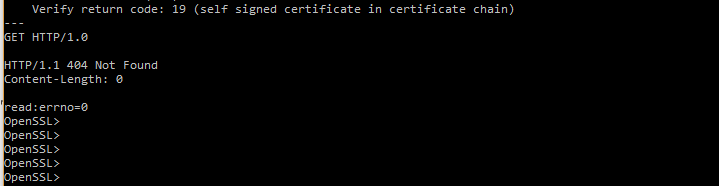 Verify return code: 19 (self signed certificate in certificate chain)
---
GET HTTP/1.0
HTTP/1.1 404 Not Found
Content-Length: 0
read:errno=0
OpenSSL>
OpenSSL>
OpenSSL>
OpenSSL>
OpenSSL>